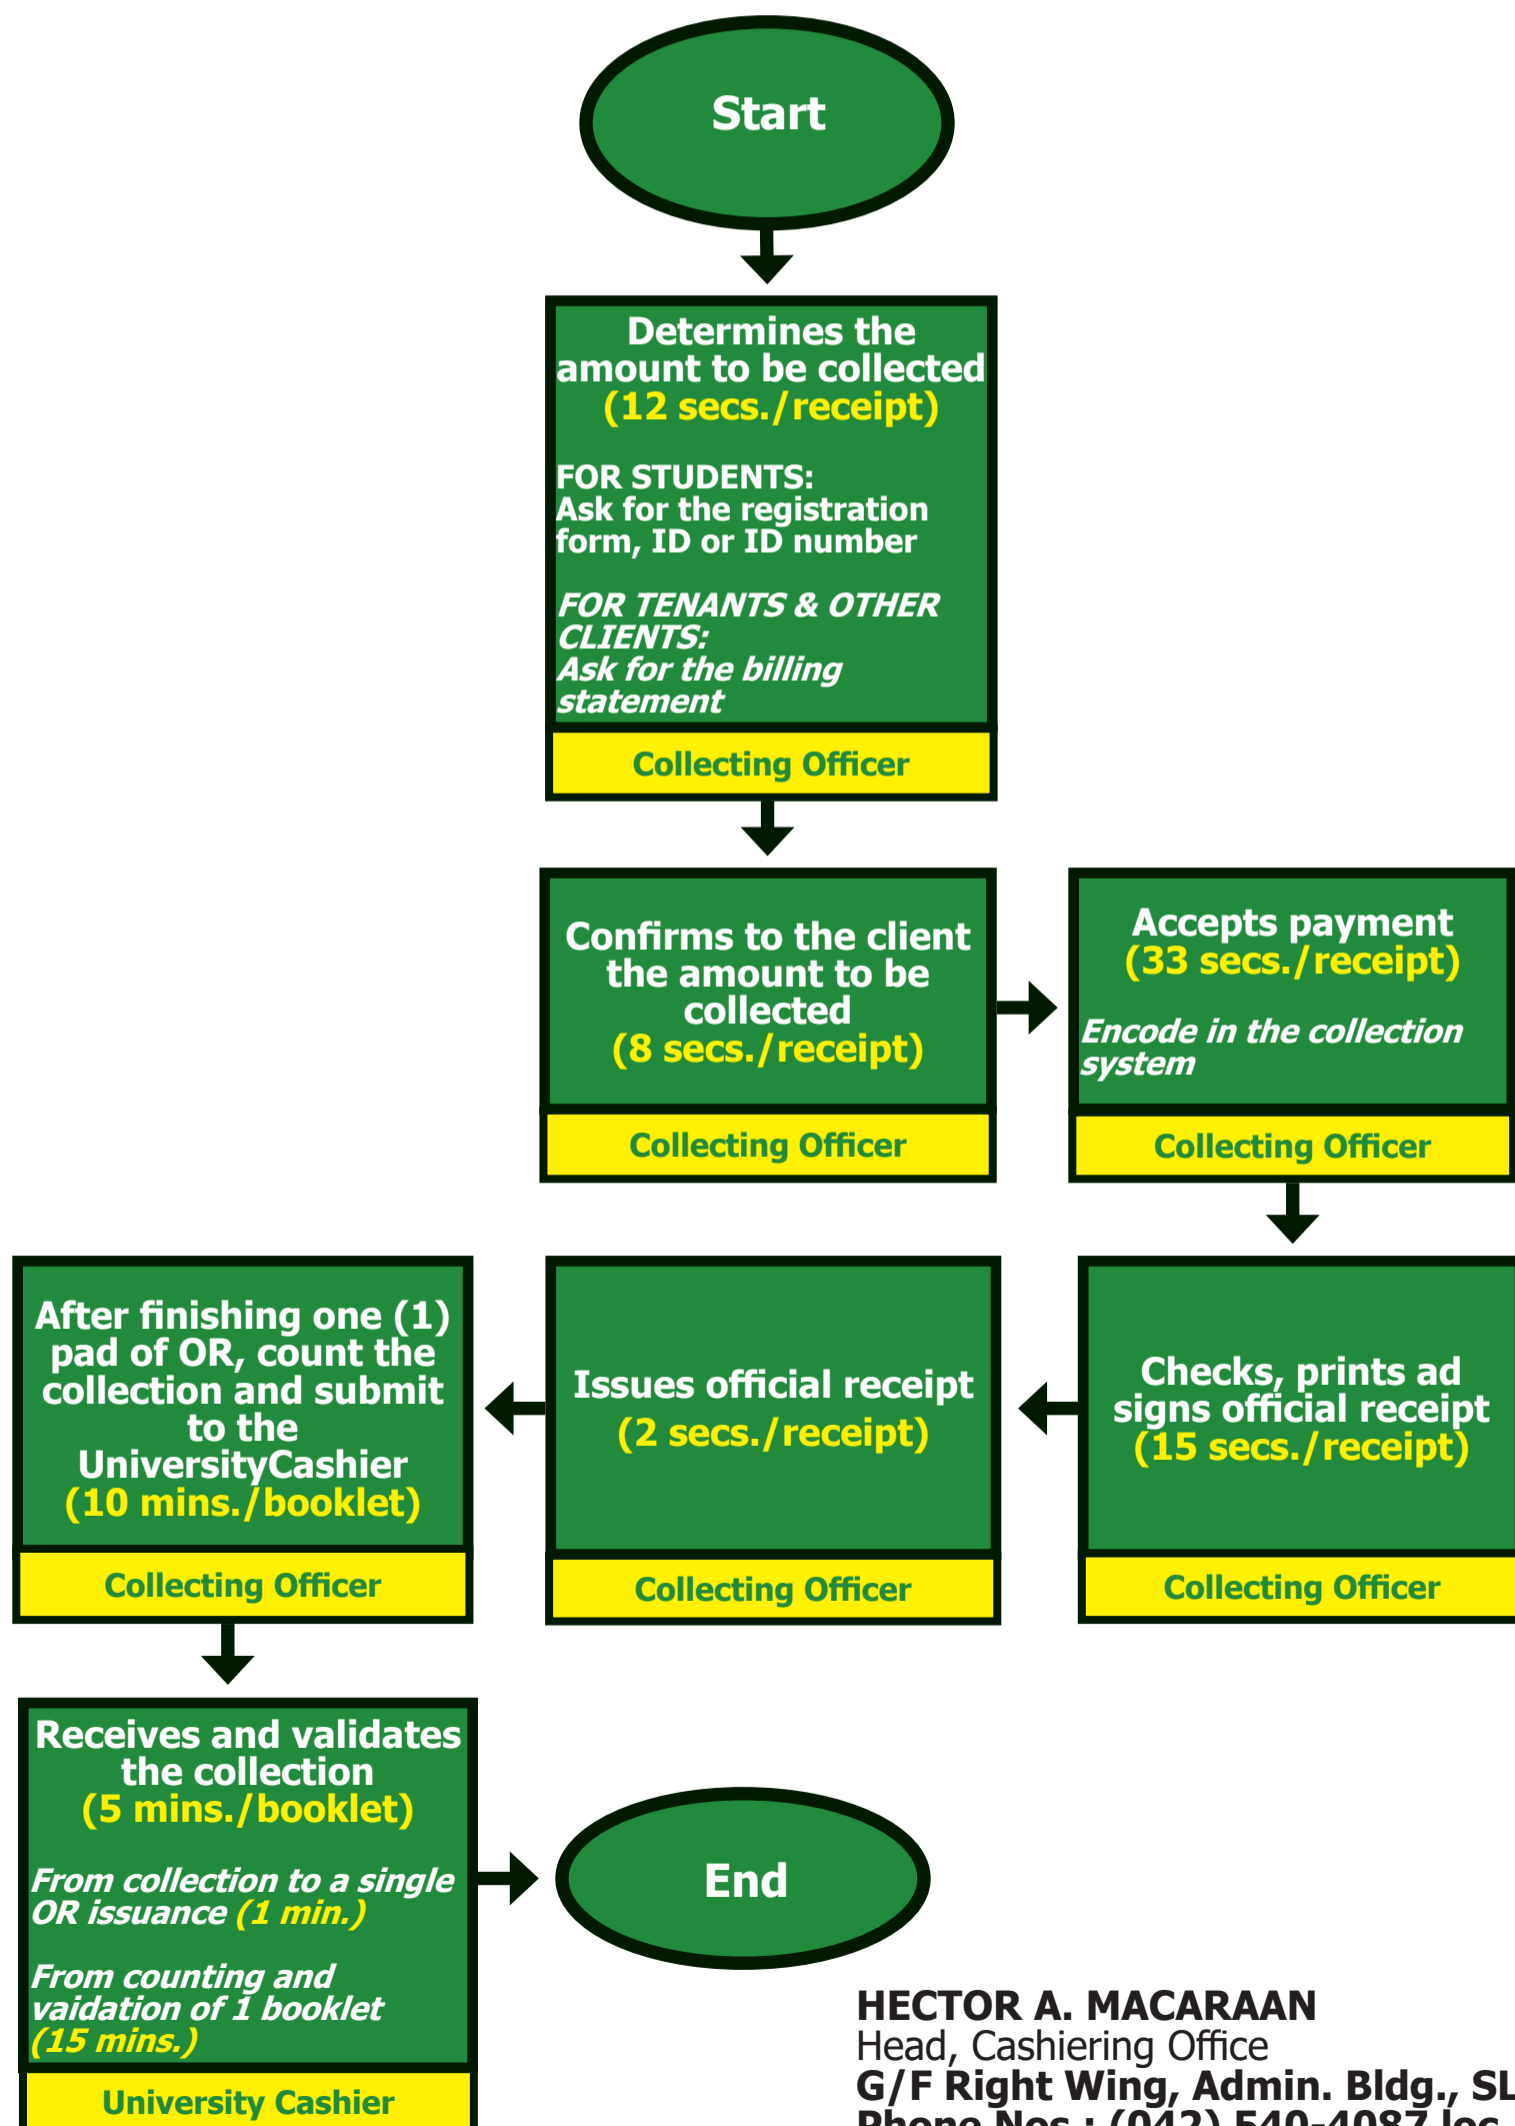 Start
Determines the
amount to be collected
(12 secs./receipt)
FOR STUDENTS:
Ask for the registration
form, ID or ID number
FOR TENANTS & OTHER
CLIENTS:
Ask for the billing
statement
Collecting Officer
Confirms to the client
the amount to be
collected
(8 secs./receipt)
Collecting Officer
Accepts payment
(33 secs./receipt)
Encode in the collection
system
Collecting Officer
Checks, prints ad
signs official receipt
(15 secs./receipt)
Collecting Officer
Issues official receipt
(2 secs./receipt)
Collecting Officer
After finishing one (1)
pad of OR, count the
collection and submit
to the
UniversityCashier
(10 mins./booklet)
Collecting Officer
Receives and validates
the collection
(5 mins./booklet)
From collection to a single
OR issuance (1 min.)
From counting and
vaidation of 1 booklet
(15 mins.)
University Cashier
End
HECTOR A. MACARAAN
Head, Cashiering Office
G/F Right Wing, Admin. Bldg., SL
Phone Nos.: (042) 540-4087 loc